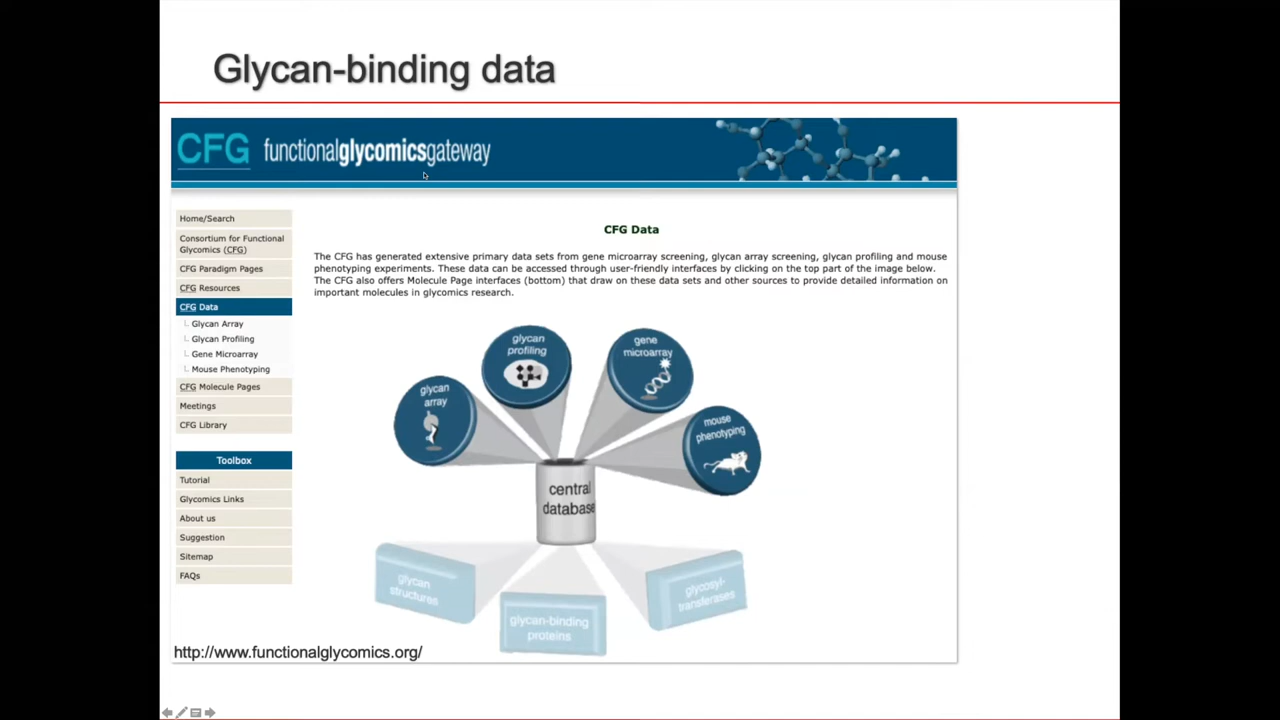 Glycan-binding data
CFG functionalglycomicsgateway
Home/Search
Consortium for Functional
Glycomics (CFG)
CFG Paradigm Pages
CFG Resources
CFG Data
Glycan Array
Glycan Profiling
Gene Microarray
Mouse Phenotyping
CFG Molecule Pages
Meetings
CFG Library
Toolbox
Tutorial
Glycomics Links
About us
Suggestion
Sitemap
FAQs
CFG Data
The CFG has generated extensive primary data sets from gene microarray screening, glycan array screening, glycan profiling and mouse
phenotyping experiments. These data can be accessed through user-friendly interfaces by clicking on the top part of the image below.
The CFG also offers Molecule Page interfaces (bottom) that draw on these data sets and other sources to provide detailed information on
important molecules in glycomics research.
glycan
array
glycan
profiling
gene
microarray
mouse
phenotyping
central
database
glycan
structures
glycan-binding
proteins
glycosyl-
transferases
http://www.functionalglycomics.org/